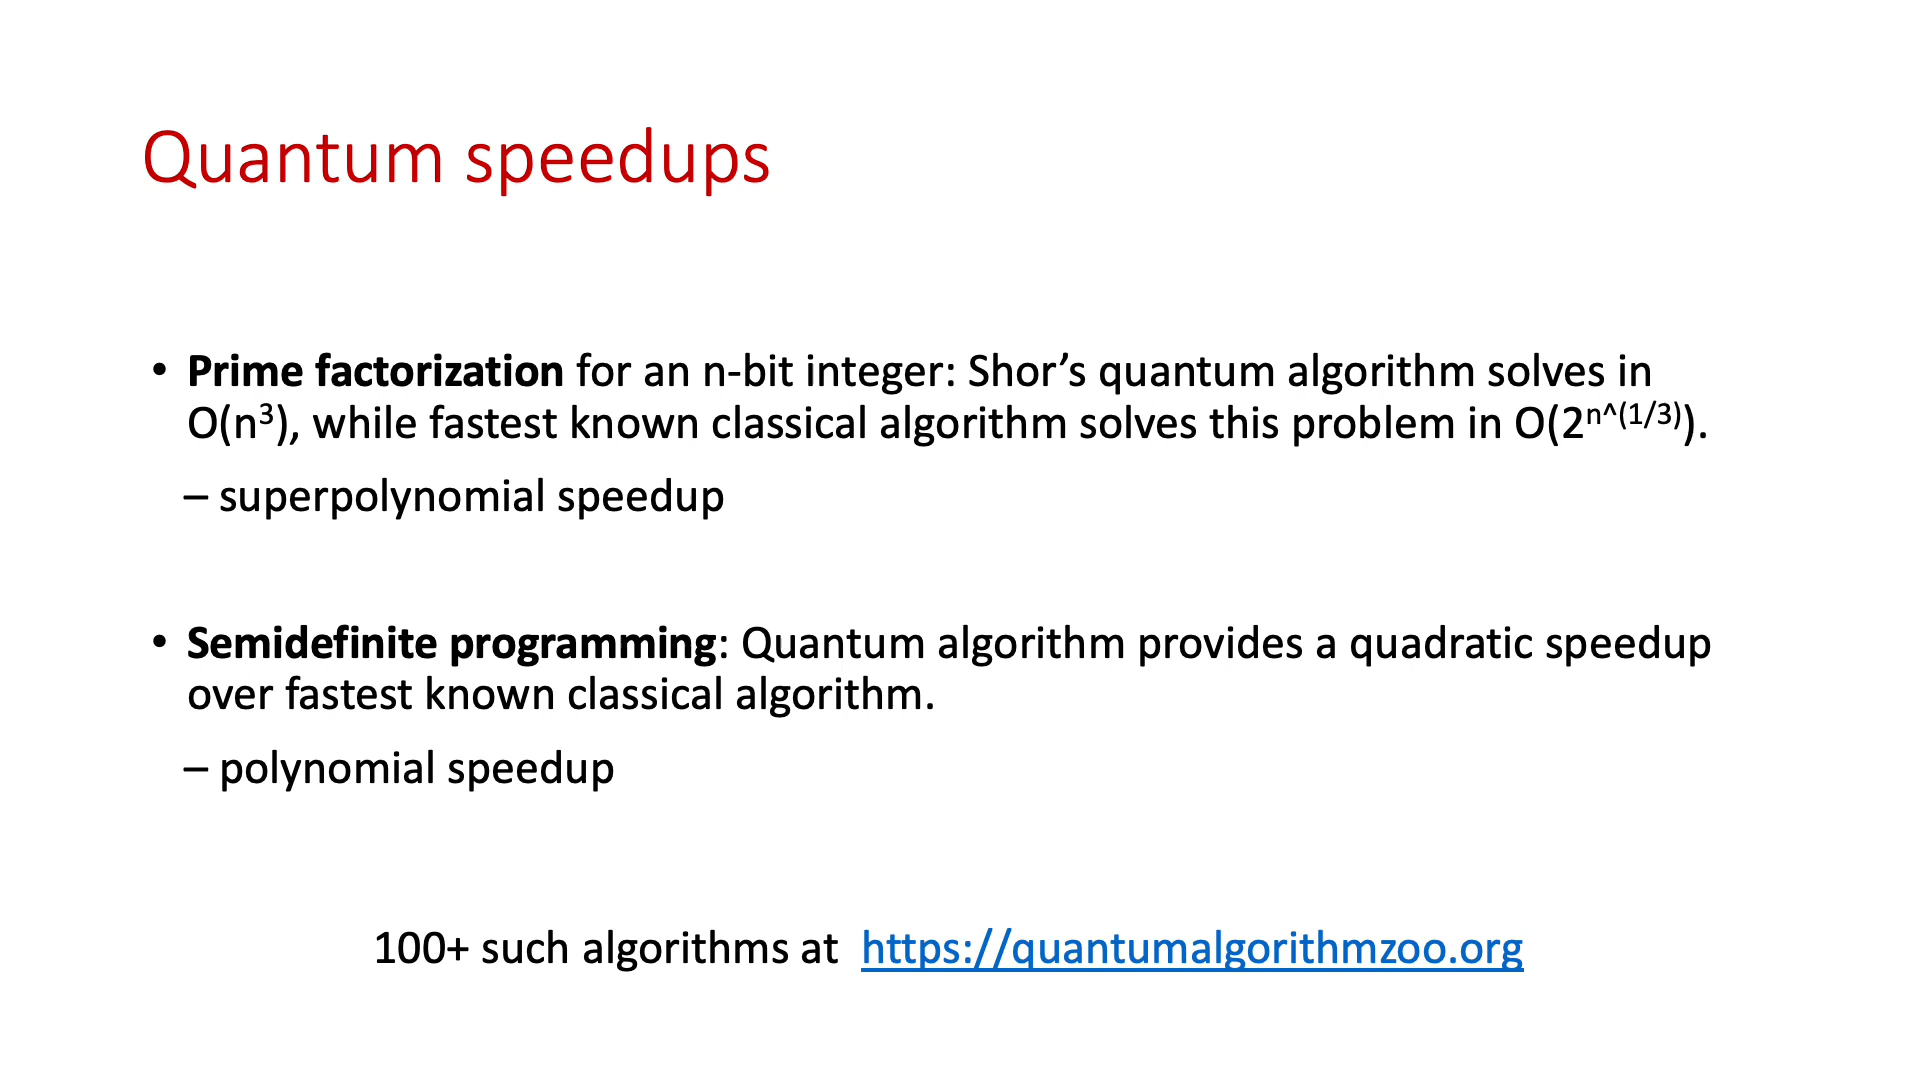 Quantum speedups
• Prime factorization for an n-bit integer: Shor’s quantum algorithm solves in
O(n³), while fastest known classical algorithm solves this problem in O(2^n^(1/3)).
– superpolynomial speedup
• Semidefinite programming: Quantum algorithm provides a quadratic speedup
over fastest known classical algorithm.
– polynomial speedup
100+ such algorithms at https://quantumalgorithmzoo.org